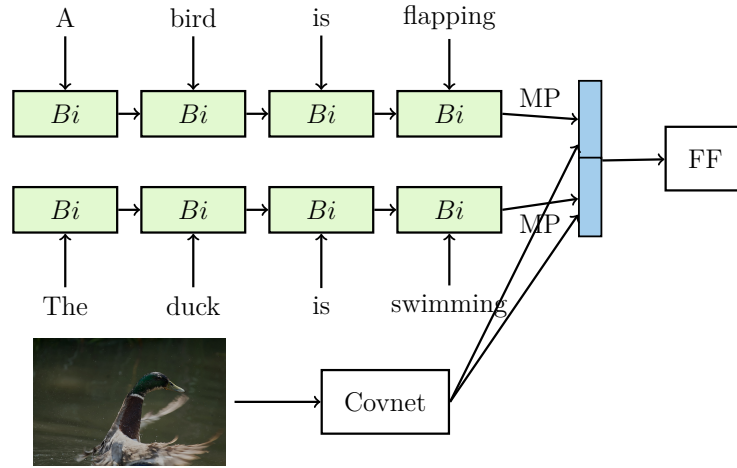 A bird is flapping
MP
Bi Bi Bi Bi
FF
Bi Bi Bi Bi
MP
The duck is swimming
Covnet